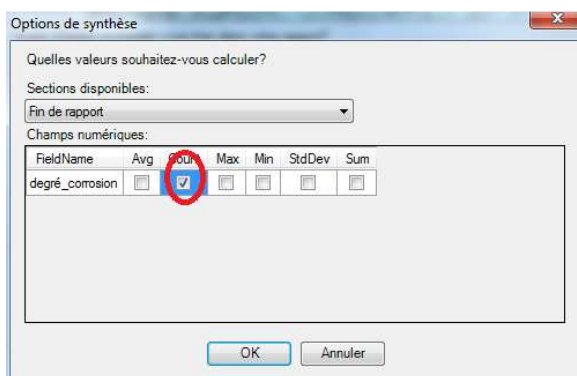 Options de synthèse
Quelles valeurs souhaitez-vous calculer?
Sections disponibles:
Fin de rapport
Champs numériques:
FieldName Avg Count Max Min StdDev Sum
degré_corrosion
OK Annuler